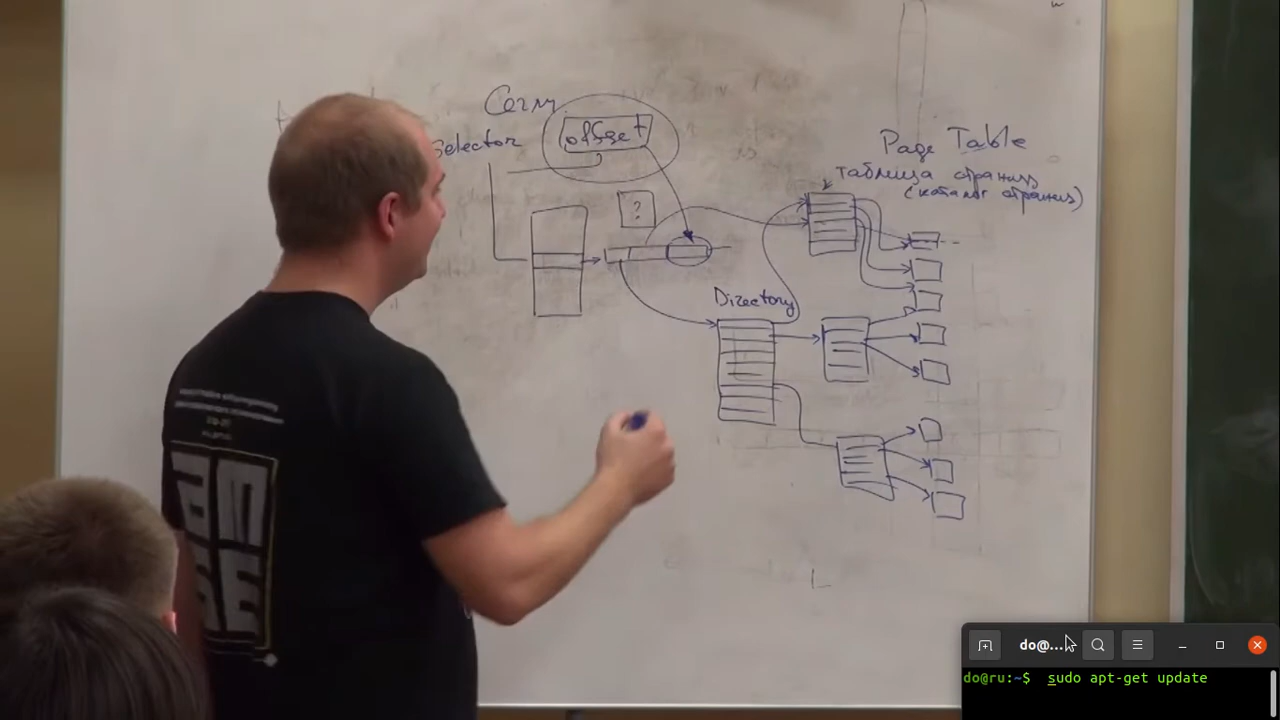 Сегм.
Selector
offset
?
Page Table
таблица страниц
(каталог страниц)
Directory
do@...
do@ru:~$ sudo apt-get update